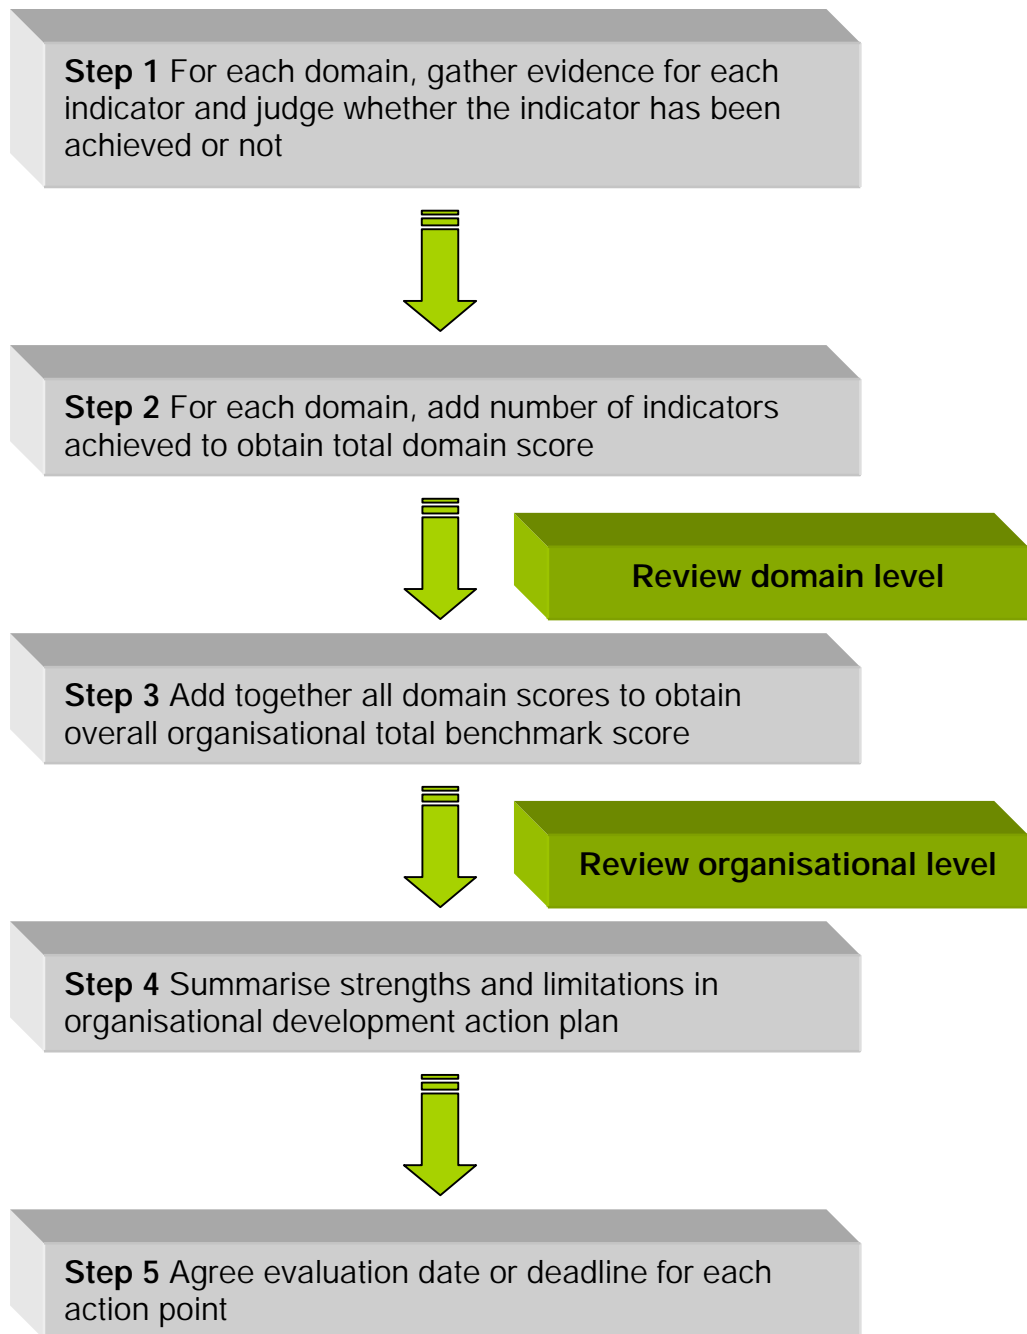 Step 1 For each domain, gather evidence for each
indicator and judge whether the indicator has been
achieved or not
Step 2 For each domain, add number of indicators
achieved to obtain total domain score
Review domain level
Step 3 Add together all domain scores to obtain
overall organisational total benchmark score
Review organisational level
Step 4 Summarise strengths and limitations in
organisational development action plan
Step 5 Agree evaluation date or deadline for each
action point